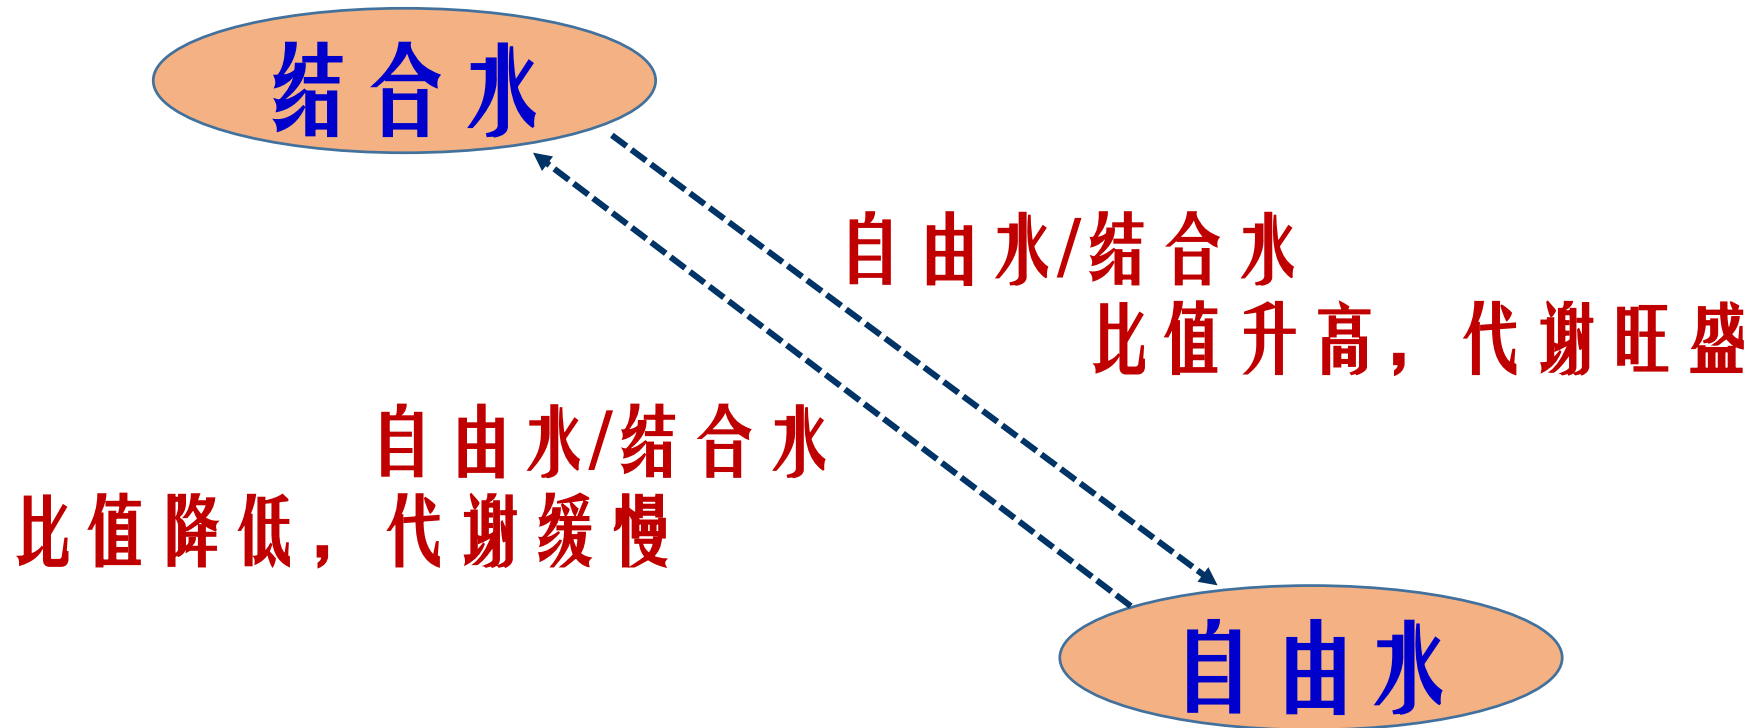 结合水
自由水/结合水
比值升高，代谢旺盛
自由水/结合水
比值降低，代谢缓慢
自由水